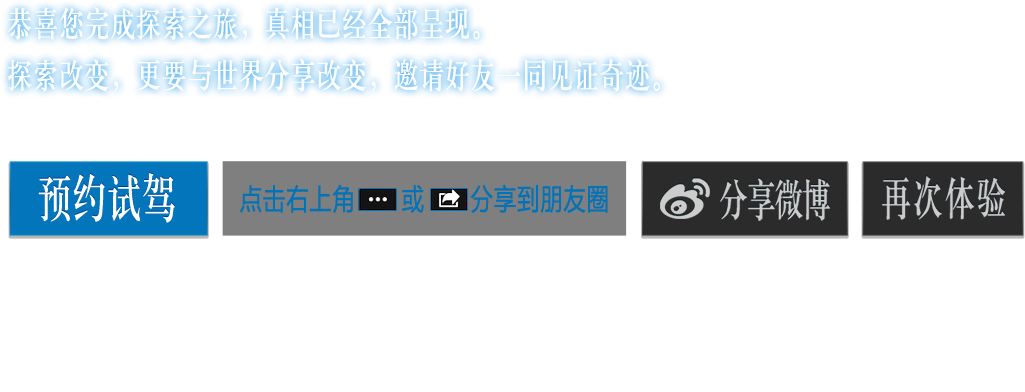 恭喜您完成探索之旅，真相已经全部呈现。
探索改变，更要与世界分享改变，邀请好友一同见证奇迹。
预约试驾
点击右上角 或 分享到朋友圈
分享微博
再次体验